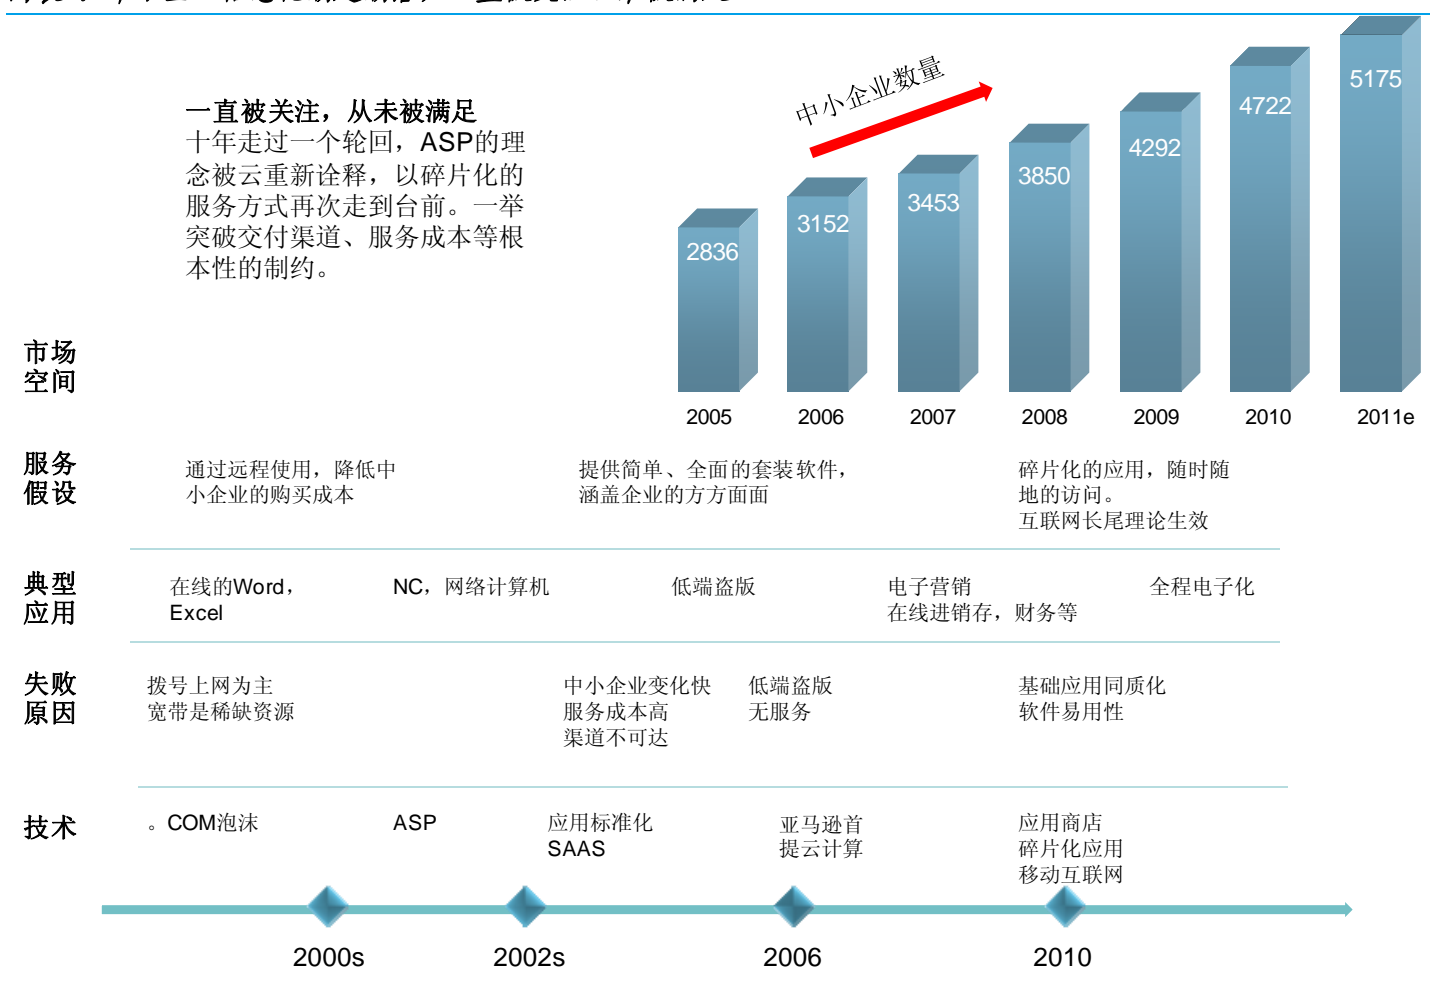 一直被关注，从未被满足
十年走过一个轮回，ASP的理
念被云重新诠释，以碎片化的
服务方式再次走到台前。一举
突破交付渠道、服务成本等根
本性的制约。
中小企业数量
2836
3152
3453
3850
4292
4722
5175
2005
2006
2007
2008
2009
2010
2011e
市场
空间
服务
假设
通过远程使用，降低中
小企业的购买成本
提供简单、全面的套装软件，
涵盖企业的方方面面
碎片化的应用，随时随
地的访问。
互联网长尾理论生效
典型
应用
在线的Word，
Excel
NC，网络计算机
低端盗版
电子营销
在线进销存，财务等
全程电子化
失败
原因
拨号上网为主
宽带是稀缺资源
中小企业变化快
服务成本高
渠道不可达
低端盗版
无服务
基础应用同质化
软件易用性
技术
。COM泡沫
ASP
应用标准化
SAAS
亚马逊首
提云计算
应用商店
碎片化应用
移动互联网
2000s
2002s
2006
2010